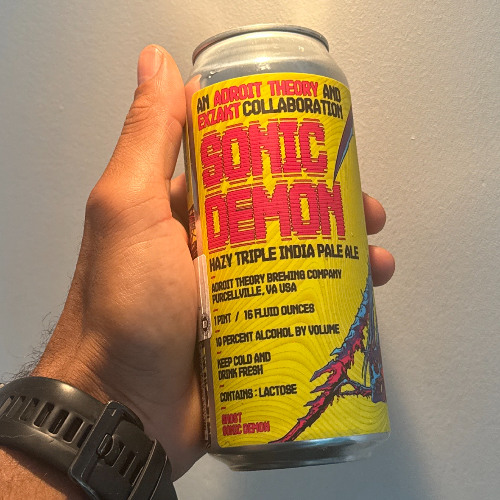 AN ADROIT THEORY AND
EXZAKT COLLABORATION
SONIC
DEMON
HAZY TRIPLE INDIA PALE ALE
ADROIT THEORY BREWING COMPANY
PURCELLVILLE, VA USA
1 PINT / 16 FLUID OUNCES
10 PERCENT ALCOHOL BY VOLUME
KEEP COLD AND
DRINK FRESH
CONTAINS : LACTOSE
GHOST
SONIC DEMON